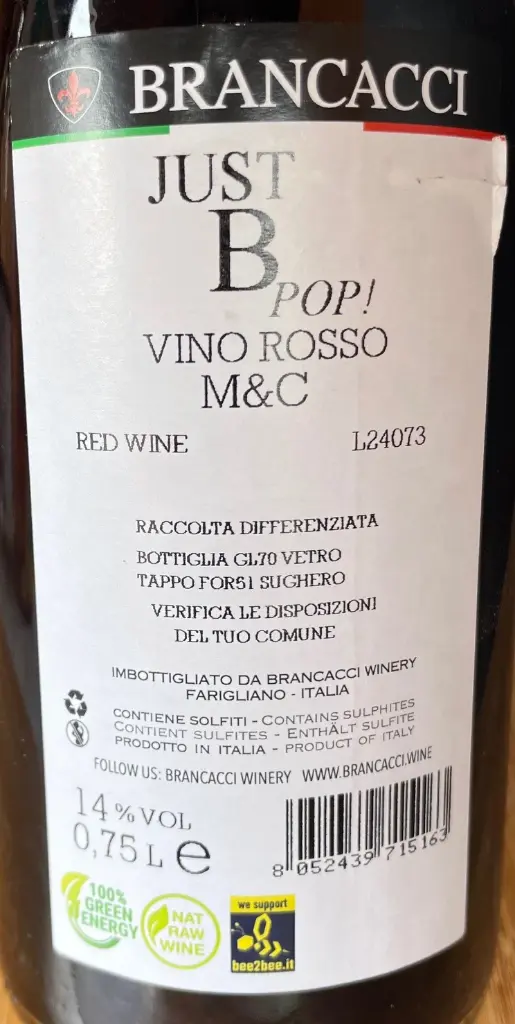 BRANCACCI
JUST
B
POP!
VINO ROSSO
M&C
RED WINE L24073
RACCOLTA DIFFERENZIATA
BOTTIGLIA GL70 VETRO
TAPPO FOR51 SUGHERO
VERIFICA LE DISPOSIZIONI
DEL TUO COMUNE
IMBOTTIGLIATO DA BRANCACCI WINERY
FARIGLIANO - ITALIA
CONTIENE SOLFITI - CONTAINS SULPHITES
CONTIENT SULFITES - ENTHÄLT SULFITE
PRODOTTO IN ITALIA - PRODUCT OF ITALY
FOLLOW US: BRANCACCI WINERY WWW.BRANCACCI.WINE
14 % VOL
0,75 L e
8 052439 715163
100%
GREEN
ENERGY
NAT
RAW
WINE
we support
bee2bee.it